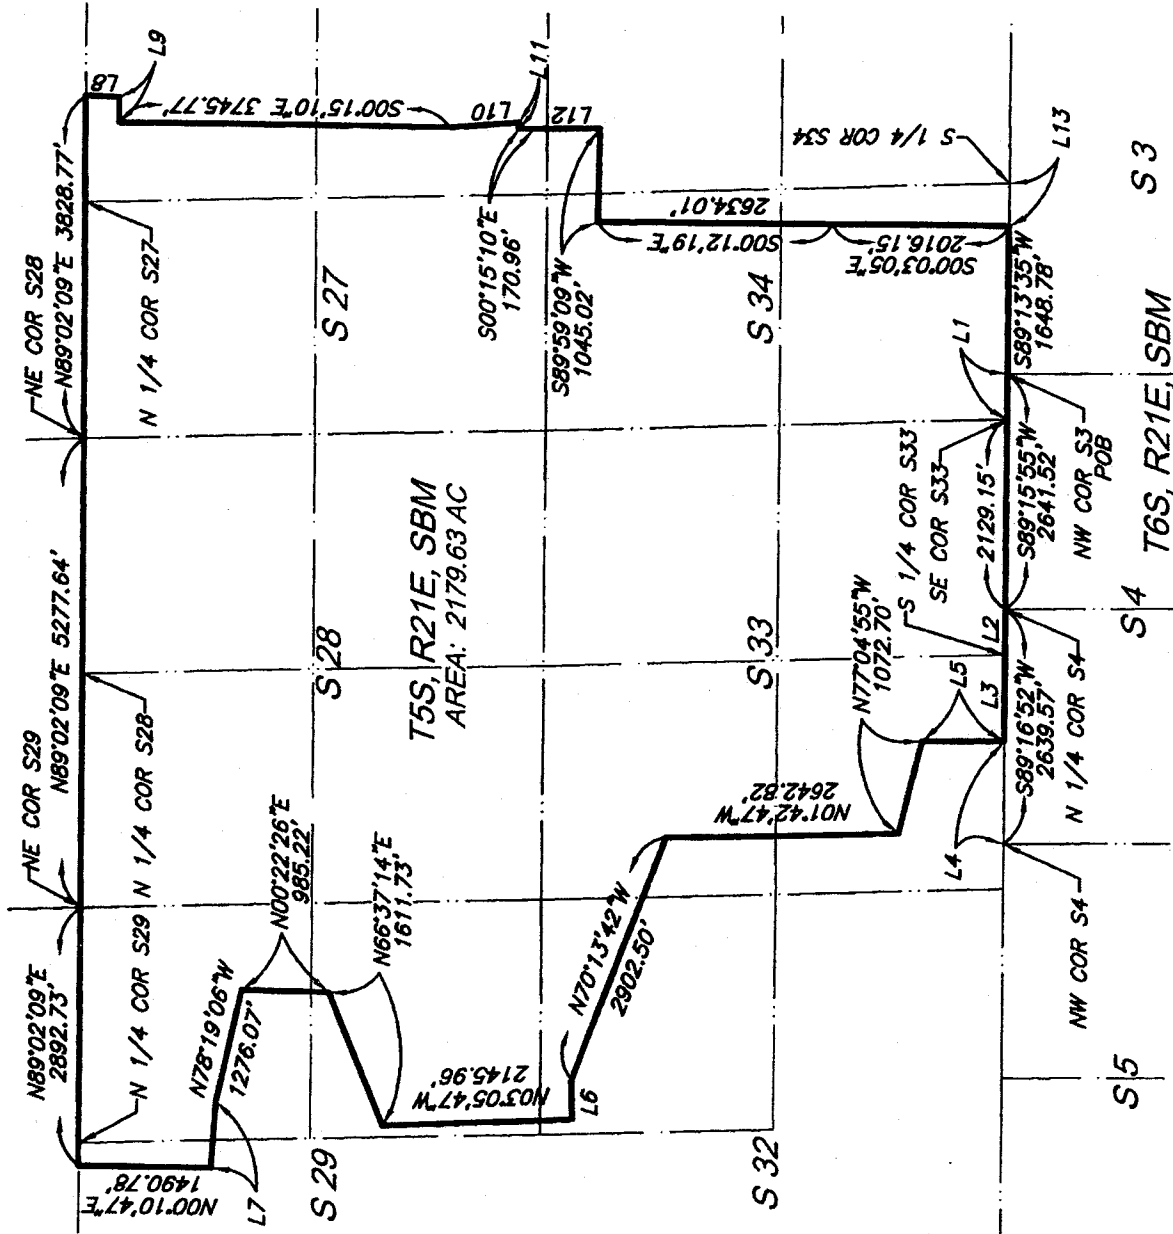 NE COR S29
NE COR S28
N89°02'09"E
2892.73'
N89°02'09"E 5277.64'
N89°02'09"E 3828.77'
L8
L9
N 1/4 COR S29
N 1/4 COR S28
N 1/4 COR S27
N00°10'47"E
1490.78'
L7
N78°19'06"W
1276.07'
N00°22'26"E
985.22'
N66°37'14"E
1611.73'
S00°15'10"E 3745.77'
L10
L11
L12
S 29
S 28
S 27
T5S, R21E, SBM
AREA: 2179.63 AC
S00°15'10"E
170.96'
S89°59'09"W
1045.02'
N03°05'47"W
2145.96'
L6
N70°13'42"W
2902.50'
N01°42'47"W
2642.82'
N77°04'55"W
1072.70'
S00°12'19"E
2634.01'
S00°03'05"E
2016.15'
S 1/4 COR S34
S 32
S 33
S 34
S 1/4 COR S33
SE COR S33
L1
L5
L4
L3
L2
2129.15'
L13
S89°16'52"W
2639.57'
S89°15'55"W
2641.52'
S89°13'35"W
1648.78'
NW COR S4
N 1/4 COR S4
NW COR S3
POB
S 5
S 4
S 3
T6S, R21E, SBM